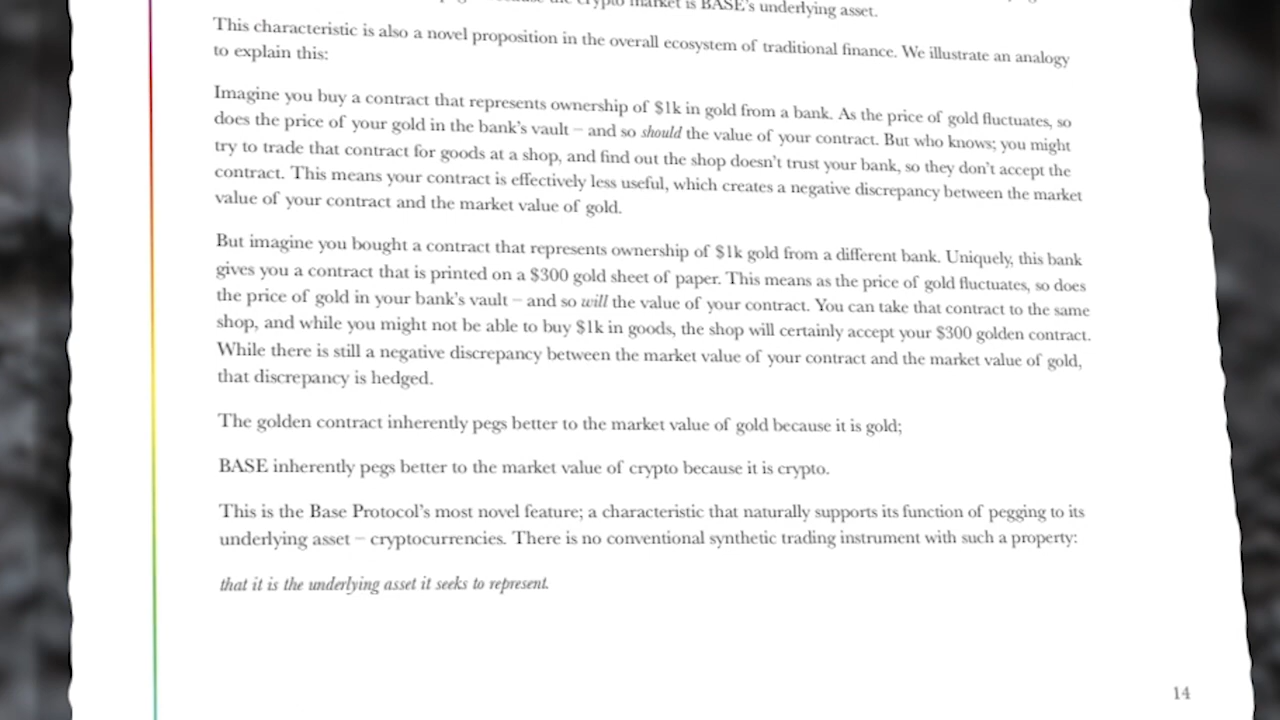 market is BASE's underlying asset.
This characteristic is also a novel proposition in the overall ecosystem of traditional finance. We illustrate an analogy
to explain this:
Imagine you buy a contract that represents ownership of $1k in gold from a bank. As the price of gold fluctuates, so
does the price of your gold in the bank's vault – and so should the value of your contract. But who knows; you might
try to trade that contract for goods at a shop, and find out the shop doesn't trust your bank, so they don't accept the
contract. This means your contract is effectively less useful, which creates a negative discrepancy between the market
value of your contract and the market value of gold.
But imagine you bought a contract that represents ownership of $1k gold from a different bank. Uniquely, this bank
gives you a contract that is printed on a $300 gold sheet of paper. This means as the price of gold fluctuates, so does
the price of gold in your bank's vault – and so will the value of your contract. You can take that contract to the same
shop, and while you might not be able to buy $1k in goods, the shop will certainly accept your $300 golden contract.
While there is still a negative discrepancy between the market value of your contract and the market value of gold,
that discrepancy is hedged.
The golden contract inherently pegs better to the market value of gold because it is gold;
BASE inherently pegs better to the market value of crypto because it is crypto.
This is the Base Protocol's most novel feature; a characteristic that naturally supports its function of pegging to its
underlying asset – cryptocurrencies. There is no conventional synthetic trading instrument with such a property:
that it is the underlying asset it seeks to represent.
14